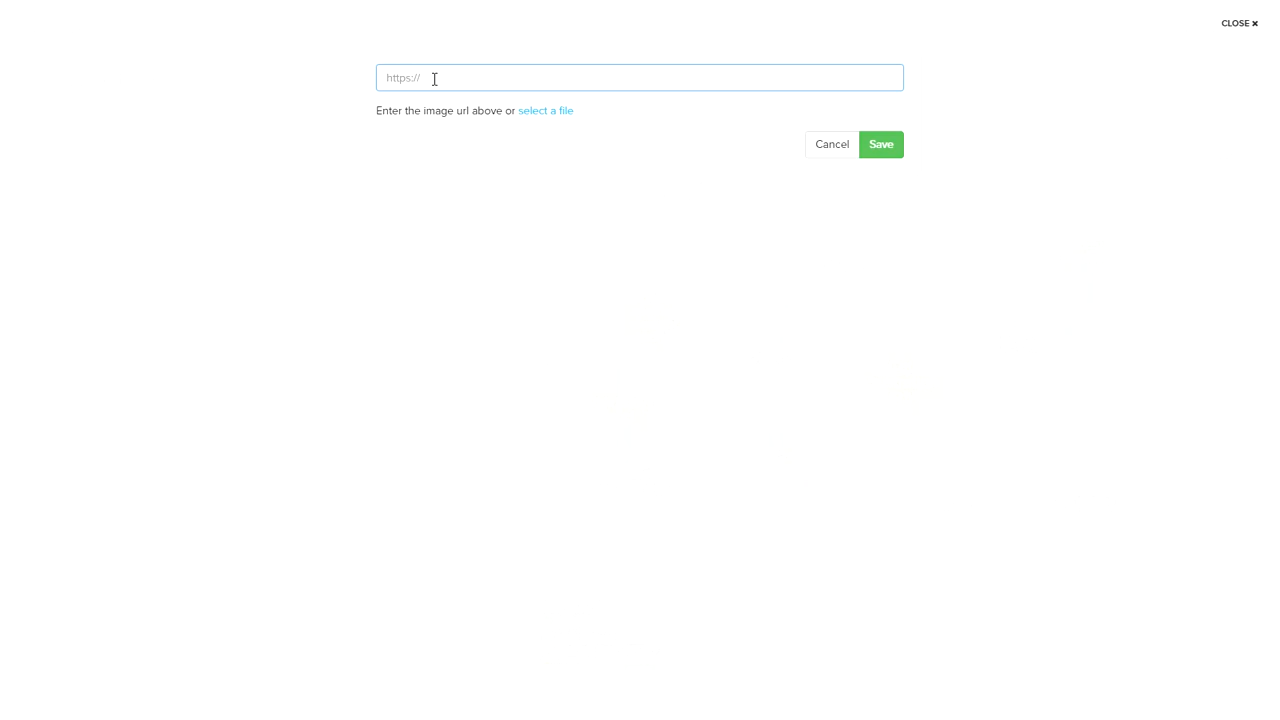 CLOSE ×
https://
Enter the image url above or select a file
Cancel
Save